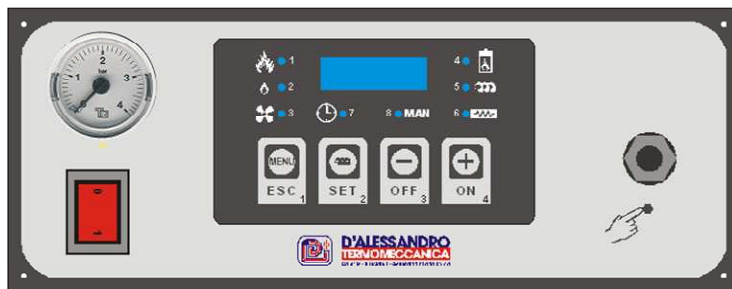 2
bar
1 3
0 4
1 4
2 5
3 7 8 MAN 6
MENU
ESC 1 SET 2 OFF 3 ON 4
D'ALESSANDRO
TERMOMECCANICA